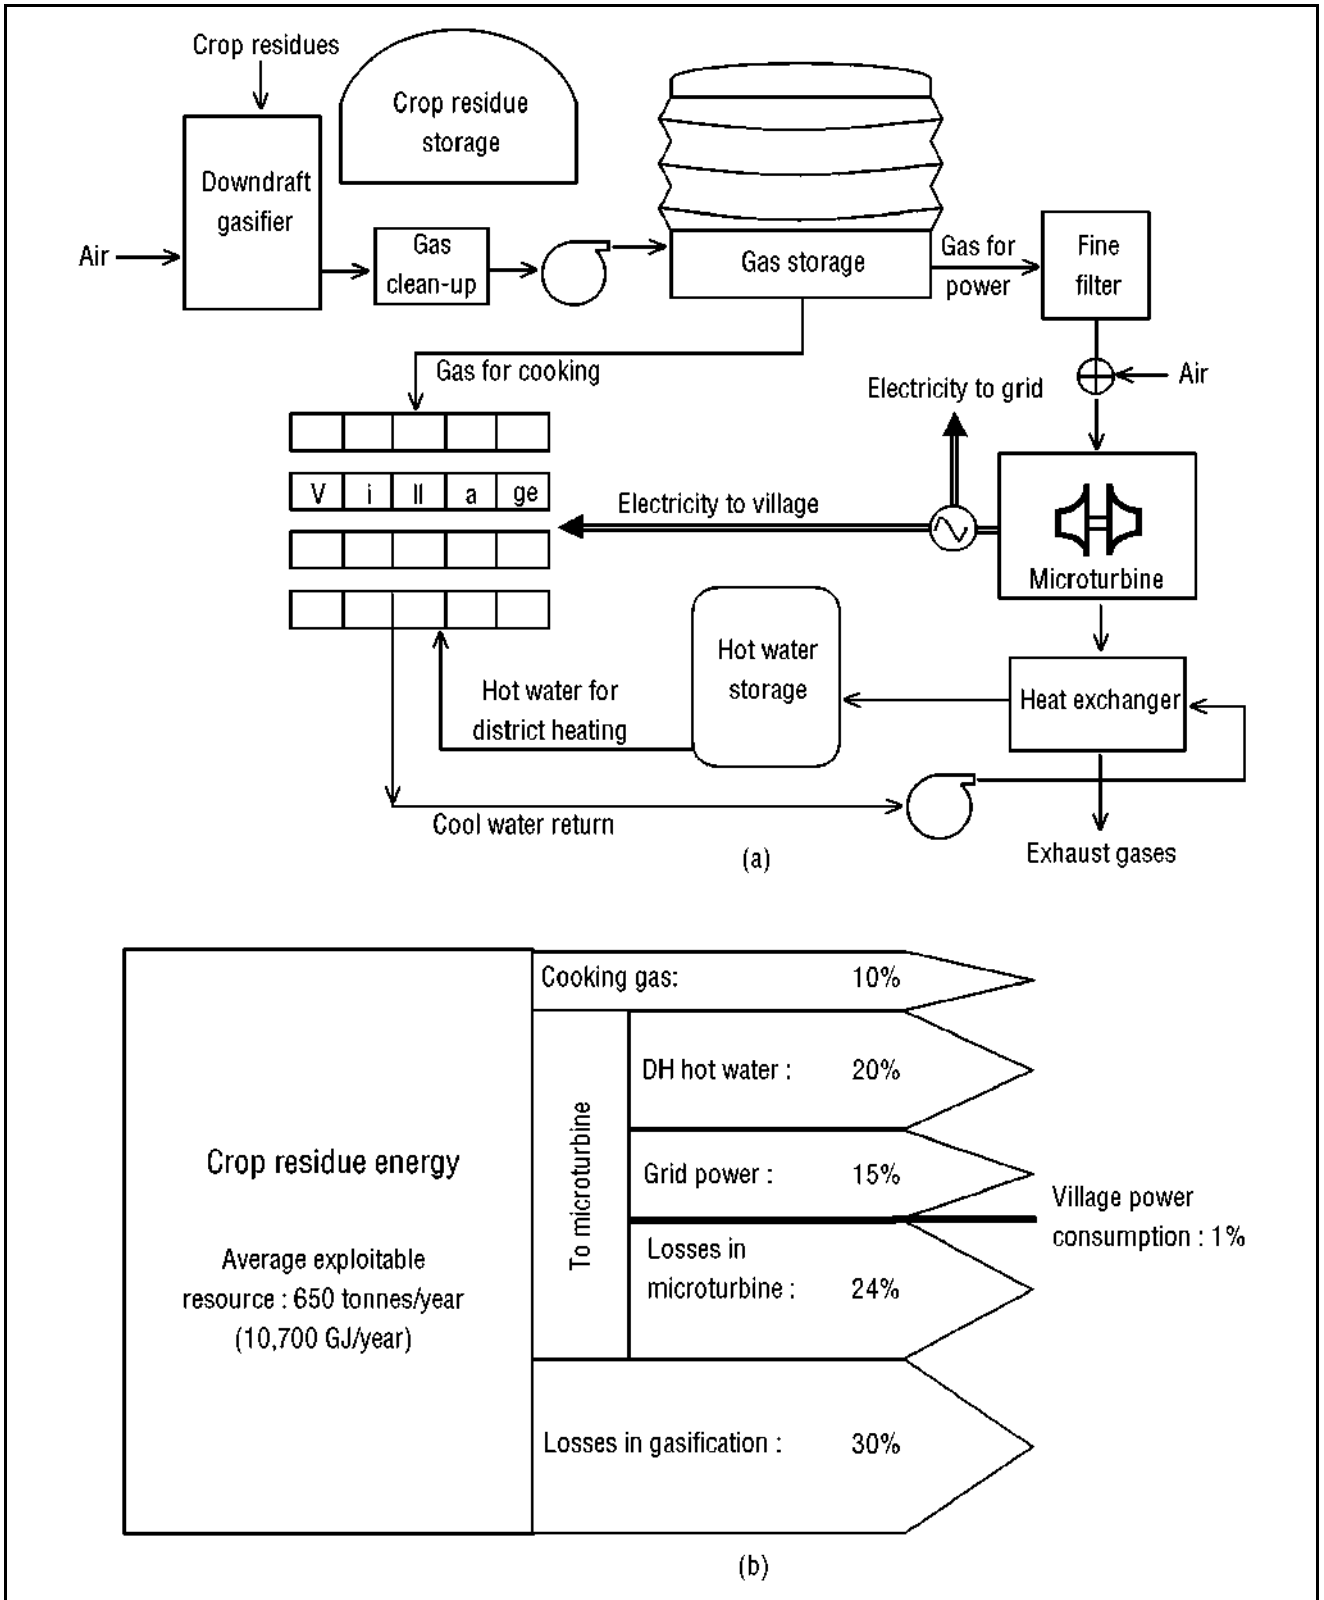 Crop residues
Crop residue
storage
Downdraft
gasifier
Air
Gas
clean-up
Gas storage
Gas for
power
Fine
filter
Gas for cooking
Air
Electricity to grid
V i ll a ge
Electricity to village
Microturbine
Hot water
storage
Heat exchanger
Hot water for
district heating
Cool water return
Exhaust gases
(a)
Cooking gas: 10%
DH hot water : 20%
Crop residue energy
To microturbine
Grid power : 15%
Village power
consumption : 1%
Average exploitable
resource : 650 tonnes/year
(10,700 GJ/year)
Losses in
microturbine : 24%
Losses in gasification : 30%
(b)